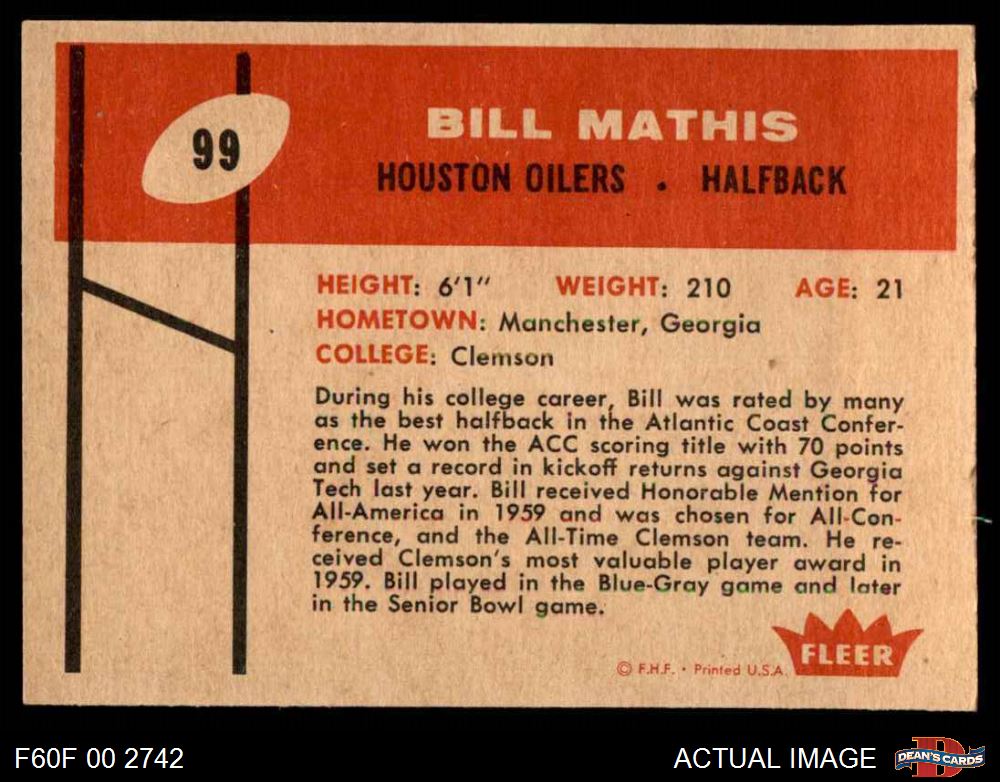 99
BILL MATHIS
HOUSTON OILERS . HALFBACK
HEIGHT: 6'1" WEIGHT: 210 AGE: 21
HOMETOWN: Manchester, Georgia
COLLEGE: Clemson
During his college career, Bill was rated by many
as the best halfback in the Atlantic Coast Confer-
ence. He won the ACC scoring title with 70 points
and set a record in kickoff returns against Georgia
Tech last year. Bill received Honorable Mention for
All-America in 1959 and was chosen for All-Con-
ference, and the All-Time Clemson team. He re-
ceived Clemson's most valuable player award in
1959. Bill played in the Blue-Gray game and later
in the Senior Bowl game.
FLEER
© F.H.F. • Printed U.S.A.
F60F 00 2742
ACTUAL IMAGE
D
DEAN'S CARDS